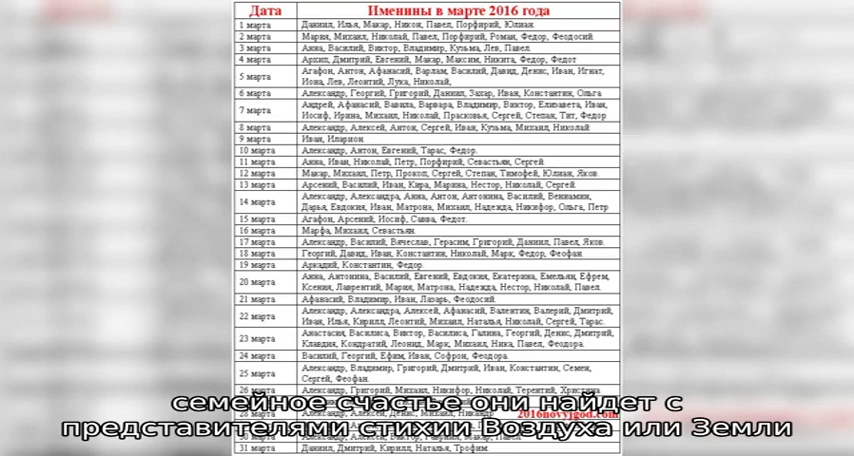 Дата Именины в марте 2016 года
1 марта Даниил, Илья, Макар, Никон, Павел, Порфирий, Юлиан.
2 марта Мария, Михаил, Николай, Павел, Порфирий, Роман, Федор, Феодосий.
3 марта Анна, Василий, Виктор, Владимир, Кузьма, Лев, Павел.
4 марта Архип, Дмитрий, Евгений, Макар, Максим, Никита, Федор, Федот
5 марта Агафон, Антон, Афанасий, Варлам, Василий, Давид, Денис, Иван, Игнат,
Иона, Лев, Леонтий, Лука, Николай,
6 марта Александр, Георгий, Григорий, Даниил, Захар, Иван, Константин, Ольга
7 марта Андрей, Афанасий, Вавила, Варвара, Владимир, Виктор, Елизавета, Иван,
Иосиф, Ирина, Михаил, Николай, Прасковья, Сергей, Степан, Тит, Федор
8 марта Александр, Алексей, Антон, Сергей, Иван, Кузьма, Михаил, Николай
9 марта Иван, Иларион.
10 марта Александр, Антон, Евгений, Тарас, Федор.
11 марта Анна, Иван, Николай, Петр, Порфирий, Севастьян, Сергей.
12 марта Макар, Михаил, Петр, Прокоп, Сергей, Степан, Тимофей, Юлиан, Яков.
13 марта Арсений, Василий, Иван, Кира, Марина, Нестор, Николай, Сергей.
14 марта Александр, Александра, Анна, Антон, Антонина, Василий, Вениамин,
Дарья, Евдокия, Иван, Матрона, Михаил, Надежда, Никифор, Ольга, Петр
15 марта Агафон, Арсений, Иосиф, Савва, Федот.
16 марта Марфа, Михаил, Севастьян.
17 марта Александр, Василий, Вячеслав, Герасим, Григорий, Даниил, Павел, Яков.
18 марта Георгий, Давид, Иван, Константин, Николай, Марк, Федор, Феофан.
19 марта Аркадий, Константин, Федор.
20 марта Анна, Антонина, Василий, Евгений, Евдокия, Екатерина, Емельян, Ефрем,
Ксения, Лаврентий, Мария, Матрона, Надежда, Нестор, Николай, Павел.
21 марта Афанасий, Владимир, Иван, Лазарь, Феодосий.
22 марта Александр, Александра, Алексей, Афанасий, Валентин, Валерий, Дмитрий,
Иван, Илья, Кирилл, Леонтий, Михаил, Наталья, Николай, Сергей, Тарас.
23 марта Анастасия, Василиса, Виктор, Василиса, Галина, Георгий, Денис, Дмитрий,
Клавдия, Кондратий, Леонид, Марк, Михаил, Ника, Павел, Феодора.
24 марта Василий, Георгий, Ефим, Иван, Софрон, Феодора.
25 марта Александр, Владимир, Григорий, Дмитрий, Иван, Константин, Семен,
Сергей, Феофан.
26 марта Александр, Григорий, Михаил, Никифор, Николай, Терентий, Христина
семейное счастье они найдет с
2016novyjgod.com
представителями стихии Воздуха или Земли
31 марта Даниил, Дмитрий, Кирилл, Наталья, Трофим